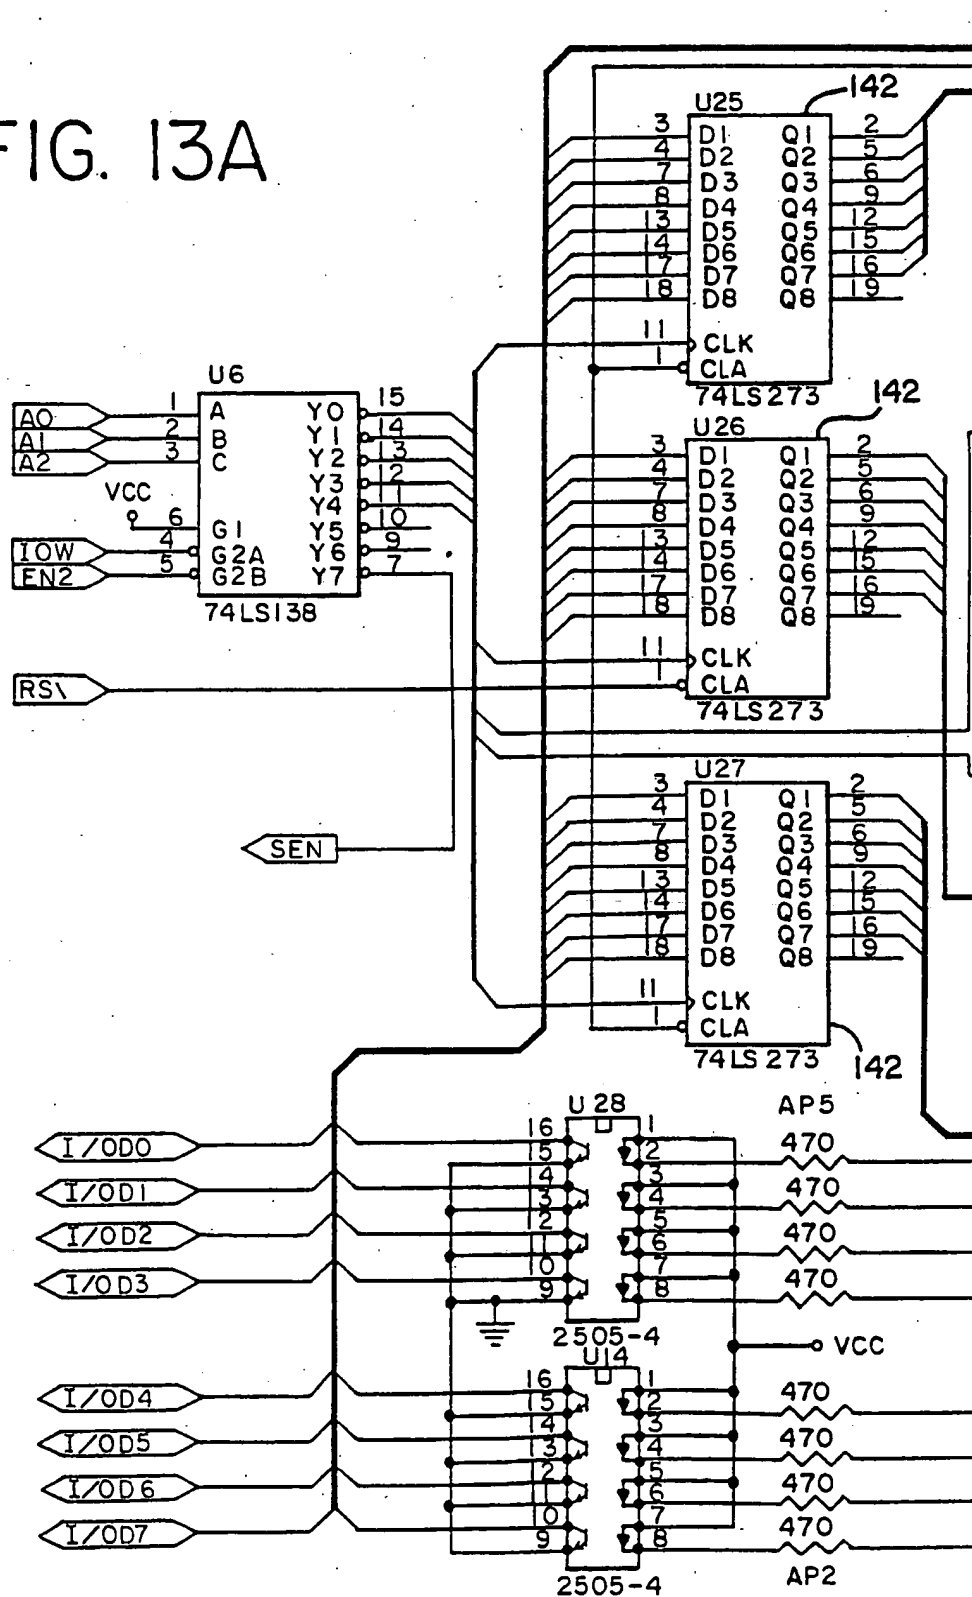 FIG. 13A
U25
142
3 D1 Q1 2
4 D2 Q2 5
7 D3 Q3 6
8 D4 Q4 9
13 D5 Q5 12
14 D6 Q6 15
17 D7 Q7 16
18 D8 Q8 19
11 CLK
1 CLA
74LS273
U6
A0 1 A Y0 15
A1 2 B Y1 14
A2 3 C Y2 13
VCC Y3 12
Y4 11
6 G1 Y5 10
IOW 4 G2A Y6 9
EN2 5 G2B Y7 7
74LS138
U26
142
3 D1 Q1 2
4 D2 Q2 5
7 D3 Q3 6
8 D4 Q4 9
13 D5 Q5 12
14 D6 Q6 15
17 D7 Q7 16
18 D8 Q8 19
11 CLK
1 CLA
74LS273
RS\
SEN
U27
3 D1 Q1 2
4 D2 Q2 5
7 D3 Q3 6
8 D4 Q4 9
13 D5 Q5 12
14 D6 Q6 15
17 D7 Q7 16
18 D8 Q8 19
11 CLK
1 CLA
74LS273
142
U28
AP5
I/OD0 16 1 470
15 2
I/OD1 14 3 470
13 4
I/OD2 12 5 470
11 6
I/OD3 10 7 470
9 8
2505-4
VCC
U14
I/OD4 16 1 470
15 2
I/OD5 14 3 470
13 4
I/OD6 12 5 470
11 6
I/OD7 10 7 470
9 8
2505-4
AP2